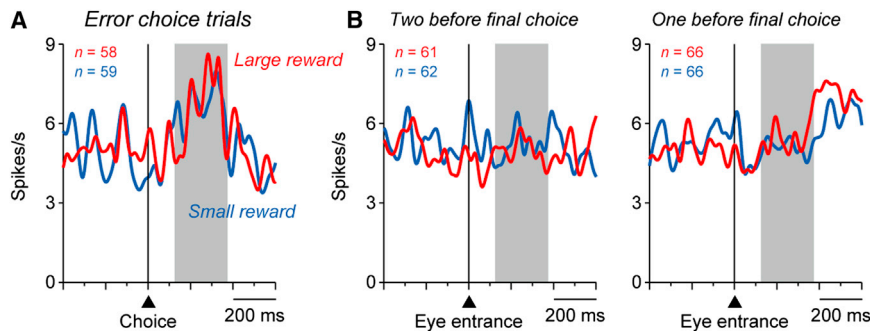 A
Error choice trials
9
6
3
0
Spikes/s
n = 58
n = 59
Large reward
Small reward
Choice
200 ms
B
Two before final choice
9
6
3
0
Spikes/s
n = 61
n = 62
Eye entrance
200 ms
One before final choice
9
6
3
0
n = 66
n = 66
Eye entrance
200 ms